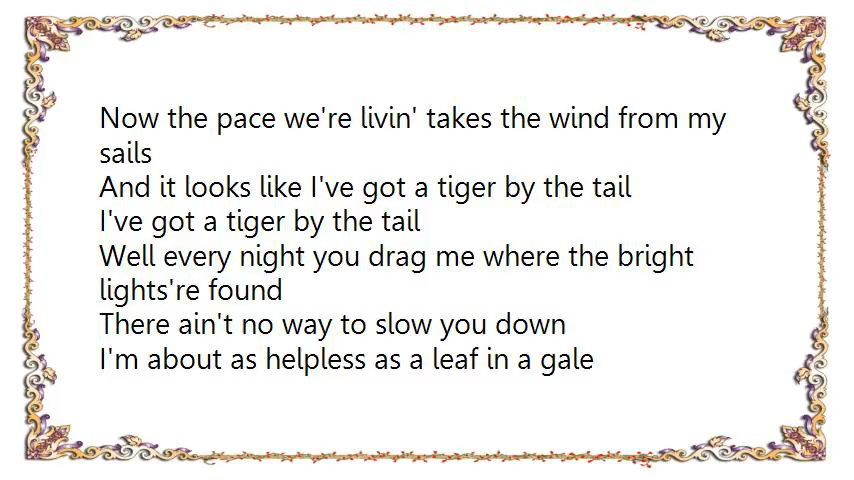 Now the pace we're livin' takes the wind from my
sails
And it looks like I've got a tiger by the tail
I've got a tiger by the tail
Well every night you drag me where the bright
lights're found
There ain't no way to slow you down
I'm about as helpless as a leaf in a gale